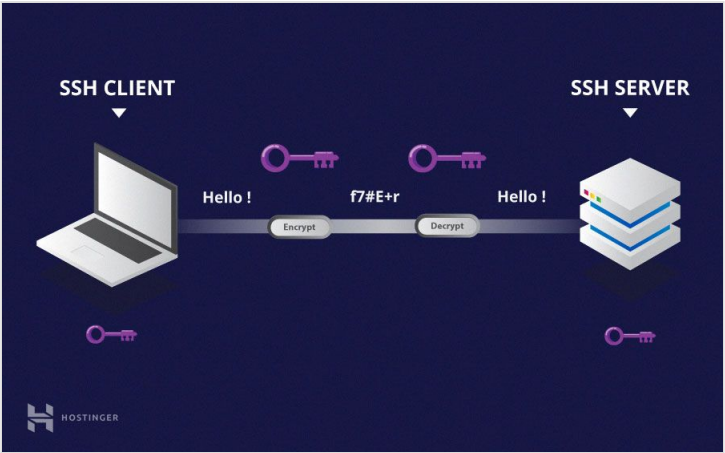 SSH CLIENT
SSH SERVER
Hello !
f7#E+r
Hello !
Encrypt
Decrypt
HOSTINGER